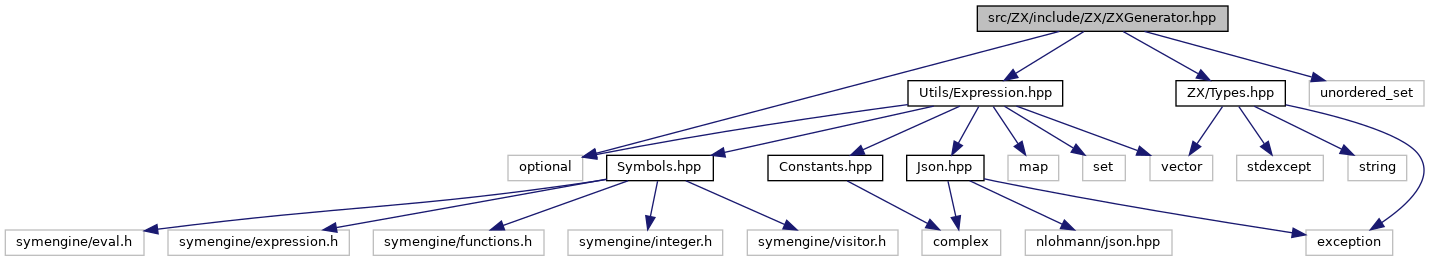 src/ZX/include/ZX/ZXGenerator.hpp
Utils/Expression.hpp
ZX/Types.hpp
unordered_set
optional
Symbols.hpp
Constants.hpp
Json.hpp
map
set
vector
stdexcept
string
symengine/eval.h
symengine/expression.h
symengine/functions.h
symengine/integer.h
symengine/visitor.h
complex
nlohmann/json.hpp
exception